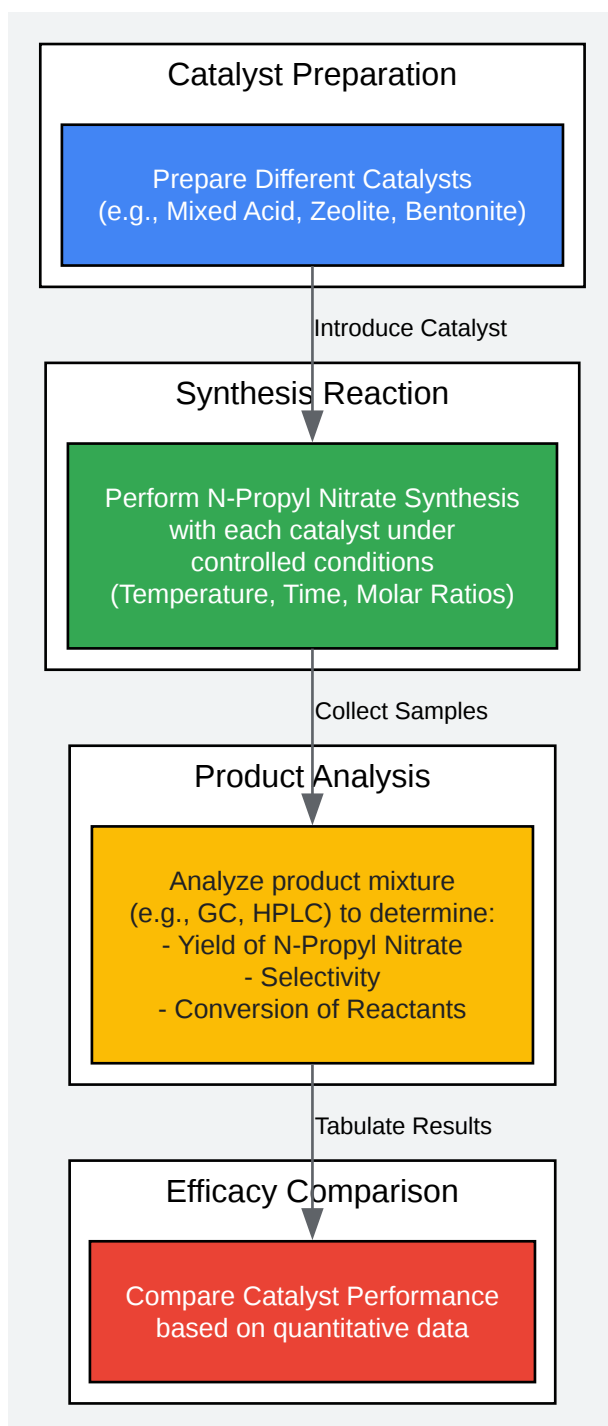 Catalyst Preparation
Prepare Different Catalysts
(e.g., Mixed Acid, Zeolite, Bentonite)
Introduce Catalyst
Synthesis Reaction
Perform N-Propyl Nitrate Synthesis
with each catalyst under
controlled conditions
(Temperature, Time, Molar Ratios)
Collect Samples
Product Analysis
Analyze product mixture
(e.g., GC, HPLC) to determine:
- Yield of N-Propyl Nitrate
- Selectivity
- Conversion of Reactants
Tabulate Results
Efficacy Comparison
Compare Catalyst Performance
based on quantitative data